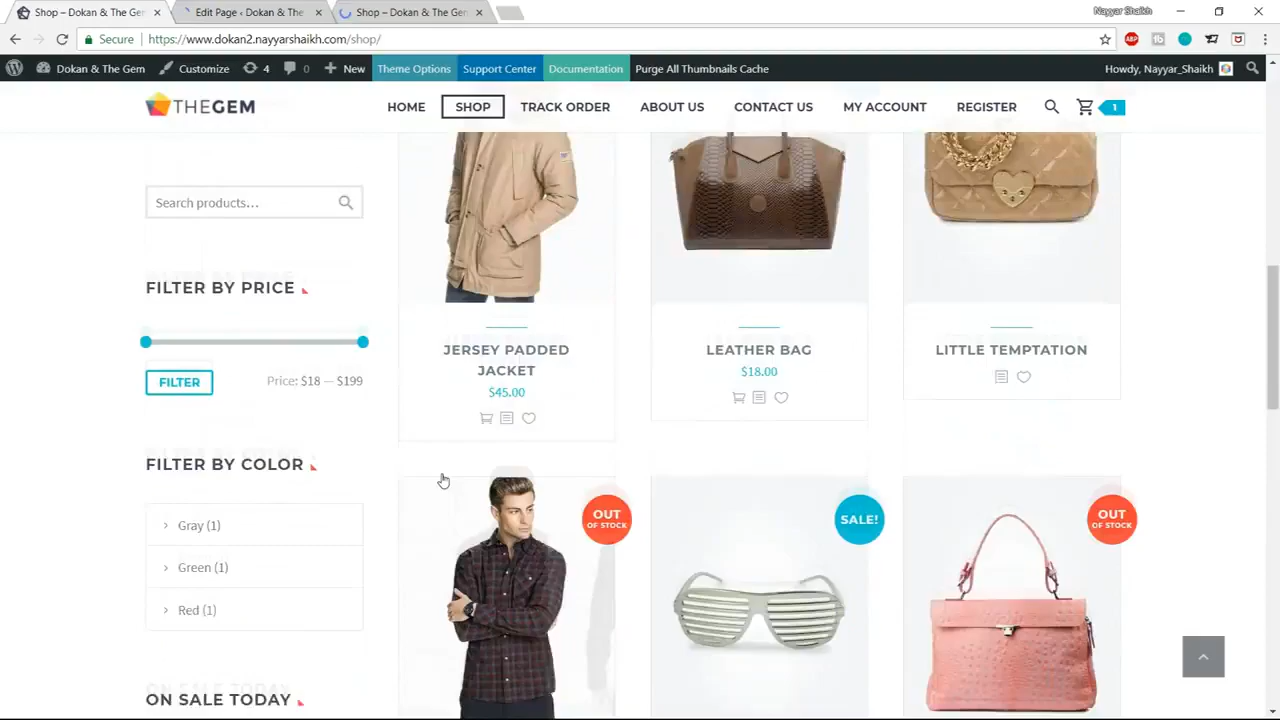 Shop – Dokan & The Gem
Edit Page ‹ Dokan & The
Shop – Dokan & The Gem
Nayyar Shaikh
Secure
https://www.dokan2.nayyarshaikh.com/shop/
ABP
Dokan & The Gem
Customize
4
0
New
Theme Options
Support Center
Documentation
Purge All Thumbnails Cache
Howdy, Nayyar_Shaikh
THEGEM
HOME
SHOP
TRACK ORDER
ABOUT US
CONTACT US
MY ACCOUNT
REGISTER
1
Search products...
FILTER BY PRICE
FILTER
Price: $18 — $199
FILTER BY COLOR
Gray (1)
Green (1)
Red (1)
ON SALE TODAY
JERSEY PADDED
JACKET
$45.00
LEATHER BAG
$18.00
LITTLE TEMPTATION
OUT
OF STOCK
SALE!
OUT
OF STOCK